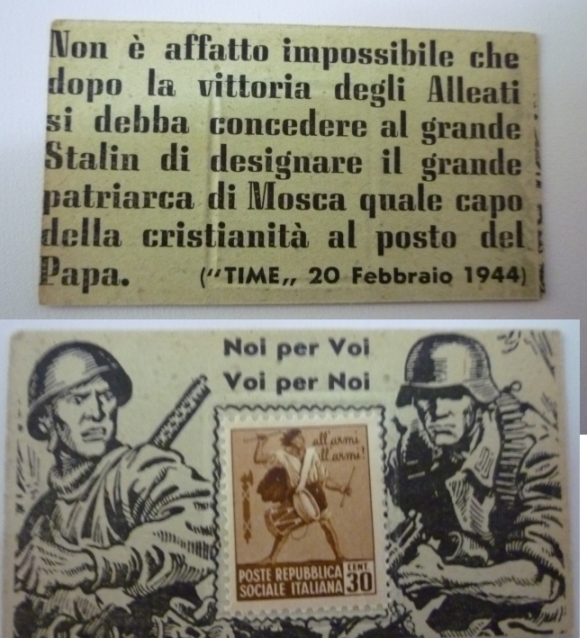 Non è affatto impossibile che
dopo la vittoria degli Alleati
si debba concedere al grande
Stalin di designare il grande
patriarca di Mosca quale capo
della cristianità al posto del
Papa. (“TIME„ 20 Febbraio 1944)
Noi per Voi
Voi per Noi
all'armi
all'armi!
POSTE REPUBBLICA
SOCIALE ITALIANA
CENT
30